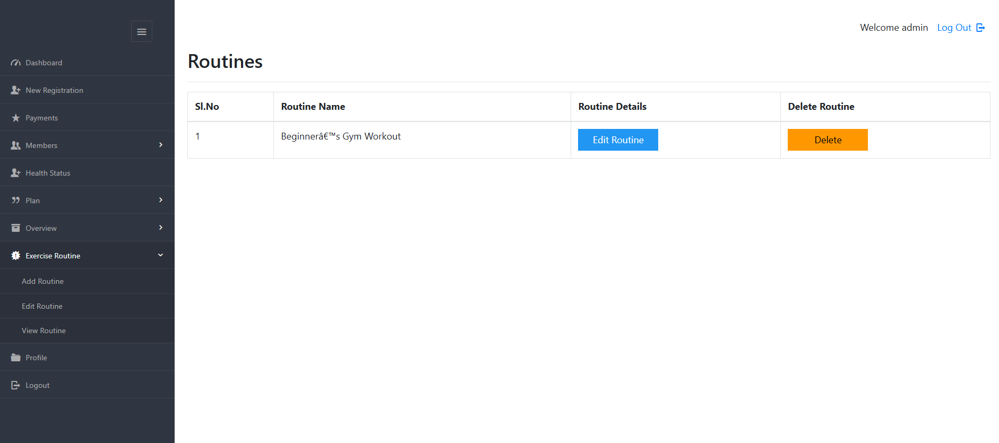 Welcome admin Log Out
Dashboard
New Registration
Payments
Members
Health Status
Plan
Overview
Exercise Routine
Add Routine
Edit Routine
View Routine
Profile
Logout
Routines
Sl.No Routine Name Routine Details Delete Routine
1 Beginnerâ€™s Gym Workout Edit Routine Delete